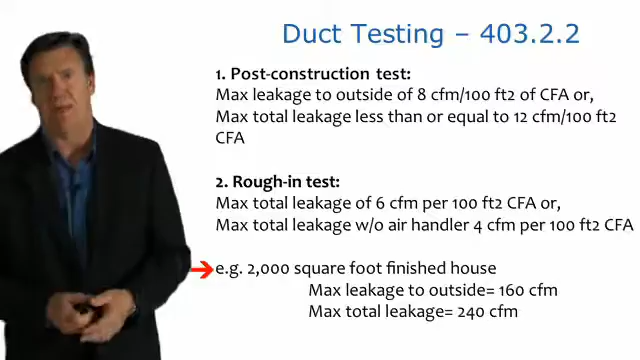 Duct Testing – 403.2.2
1. Post-construction test:
Max leakage to outside of 8 cfm/100 ft2 of CFA or,
Max total leakage less than or equal to 12 cfm/100 ft2
CFA
2. Rough-in test:
Max total leakage of 6 cfm per 100 ft2 CFA or,
Max total leakage w/o air handler 4 cfm per 100 ft2 CFA
e.g. 2,000 square foot finished house
Max leakage to outside= 160 cfm
Max total leakage= 240 cfm